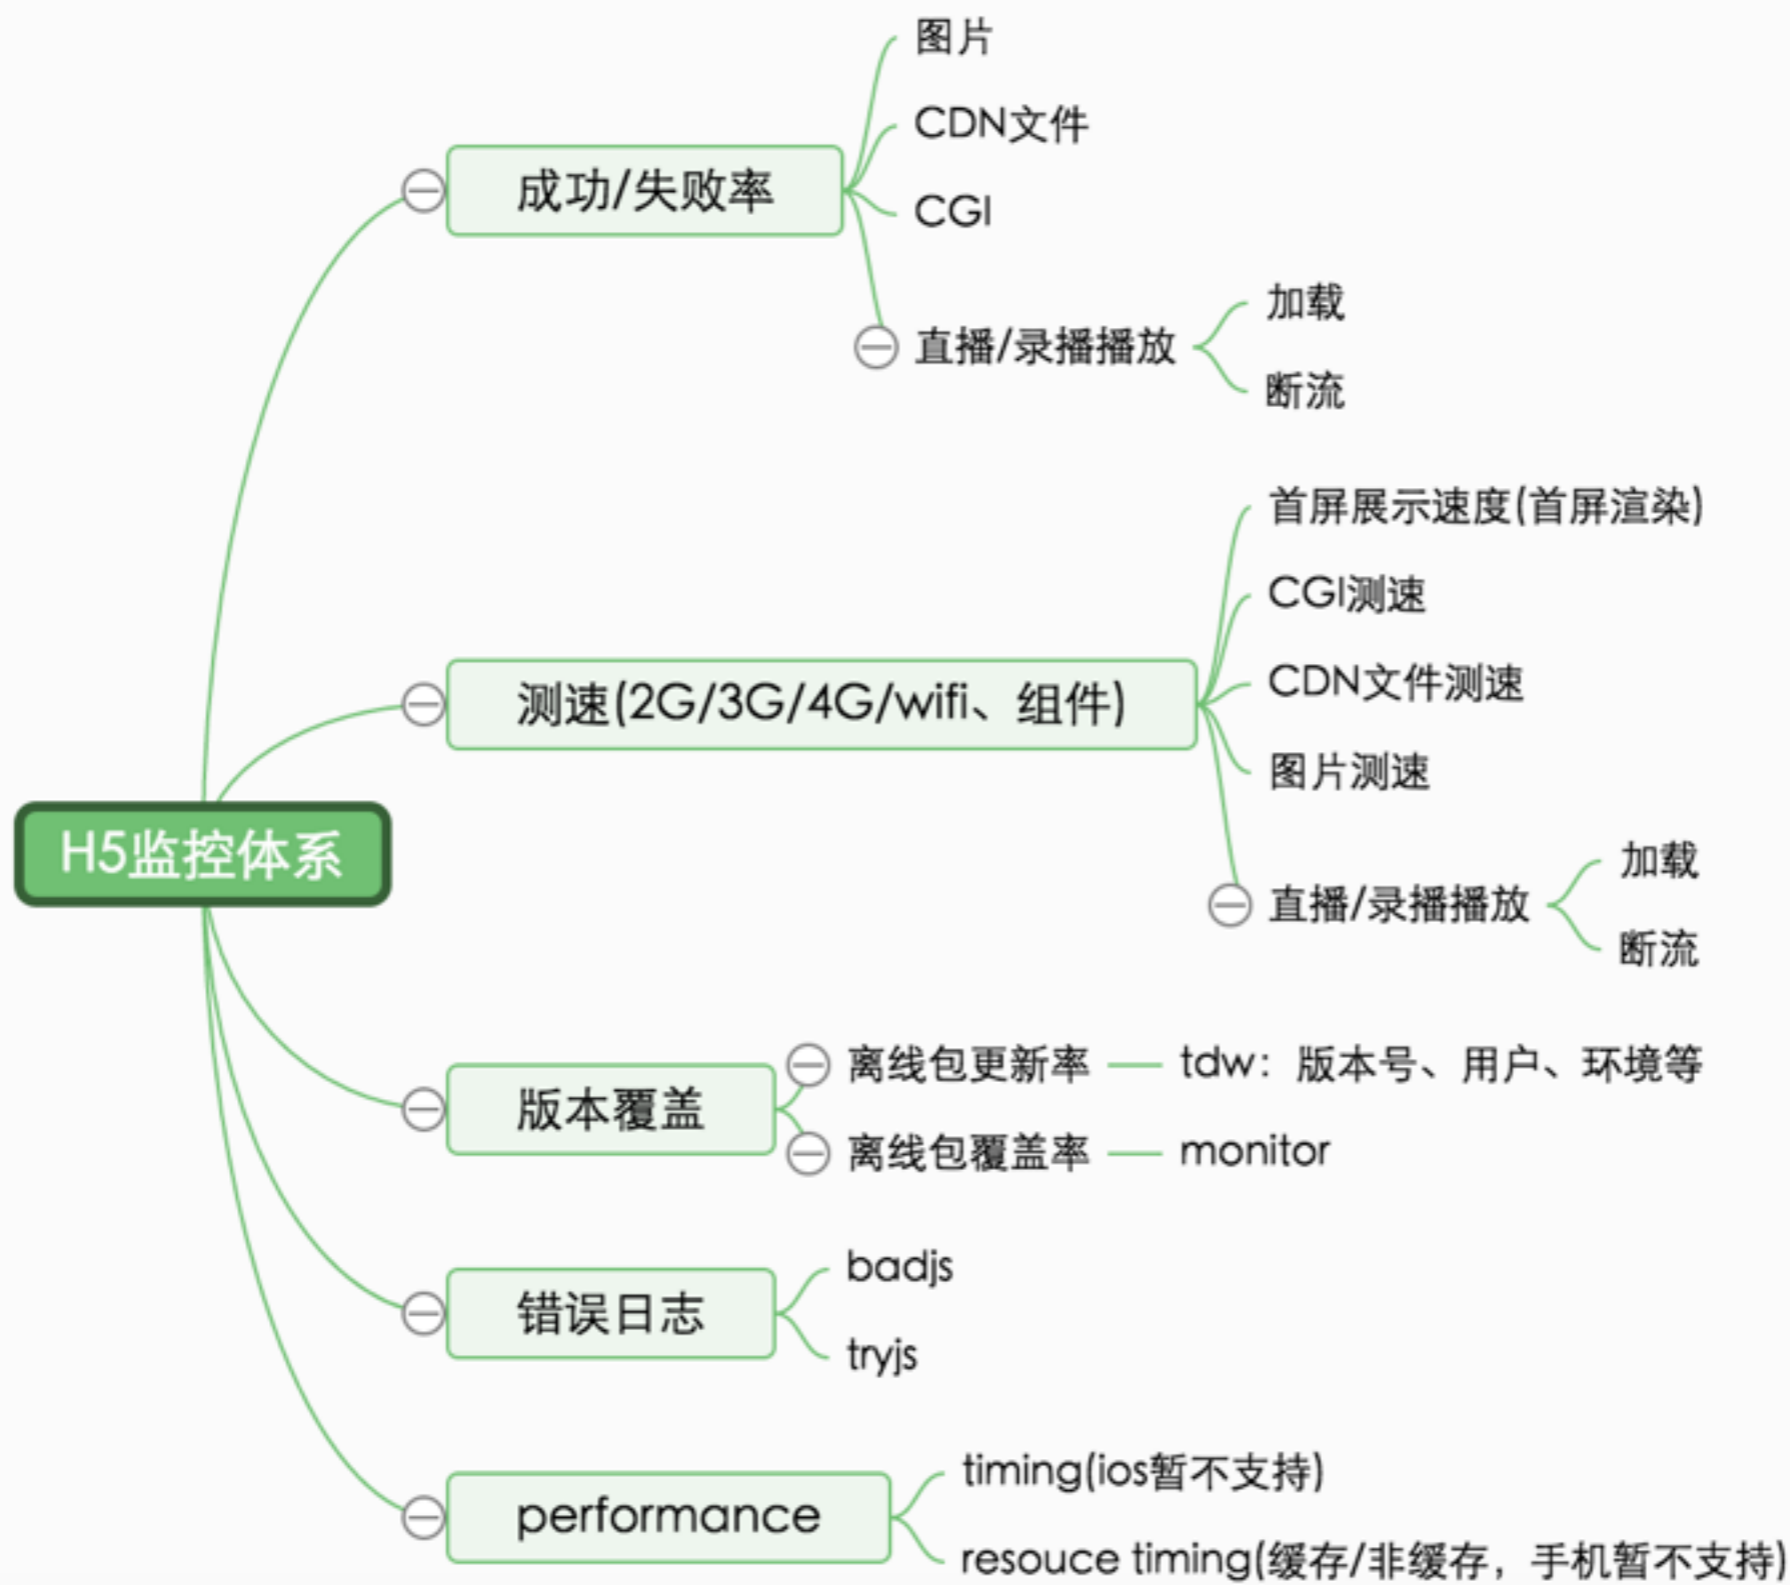 图片
CDN文件
成功/失败率
CGI
加载
直播/录播播放
断流
首屏展示速度(首屏渲染)
CGI测速
CDN文件测速
测速(2G/3G/4G/wifi、组件)
图片测速
H5监控体系
加载
直播/录播播放
断流
离线包更新率
tdw：版本号、用户、环境等
版本覆盖
离线包覆盖率
monitor
badjs
错误日志
tryjs
timing(ios暂不支持)
performance
resouce timing(缓存/非缓存，手机暂不支持)